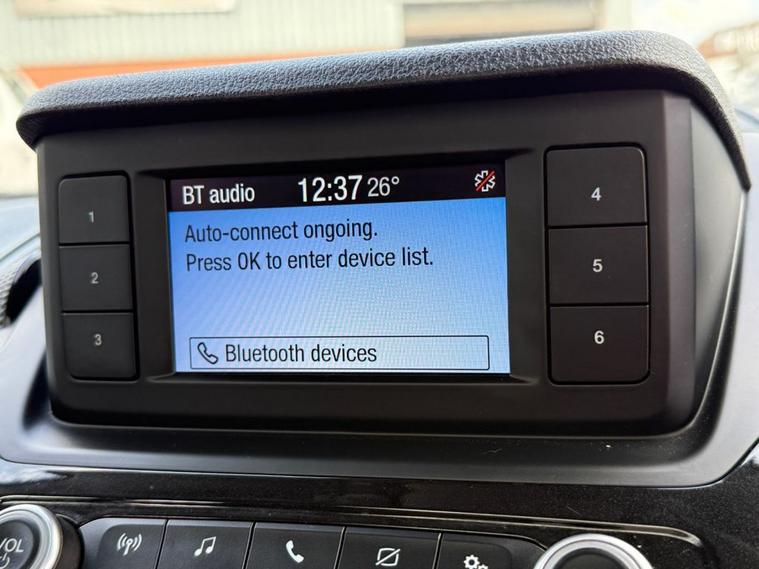 BT audio 12:37 26°
Auto-connect ongoing.
Press OK to enter device list.
Bluetooth devices
1
2
3
4
5
6
VOL